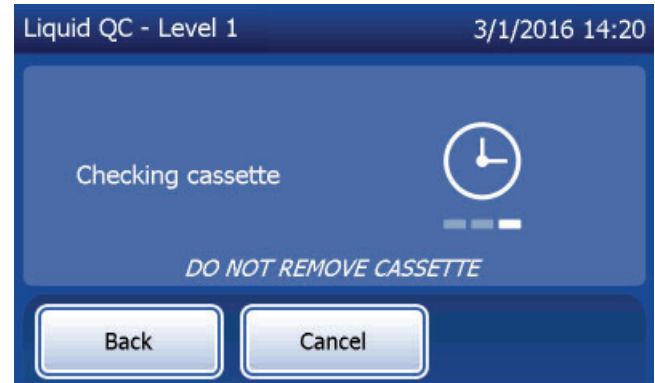 Liquid QC - Level 1 3/1/2016 14:20
Checking cassette
DO NOT REMOVE CASSETTE
Back Cancel